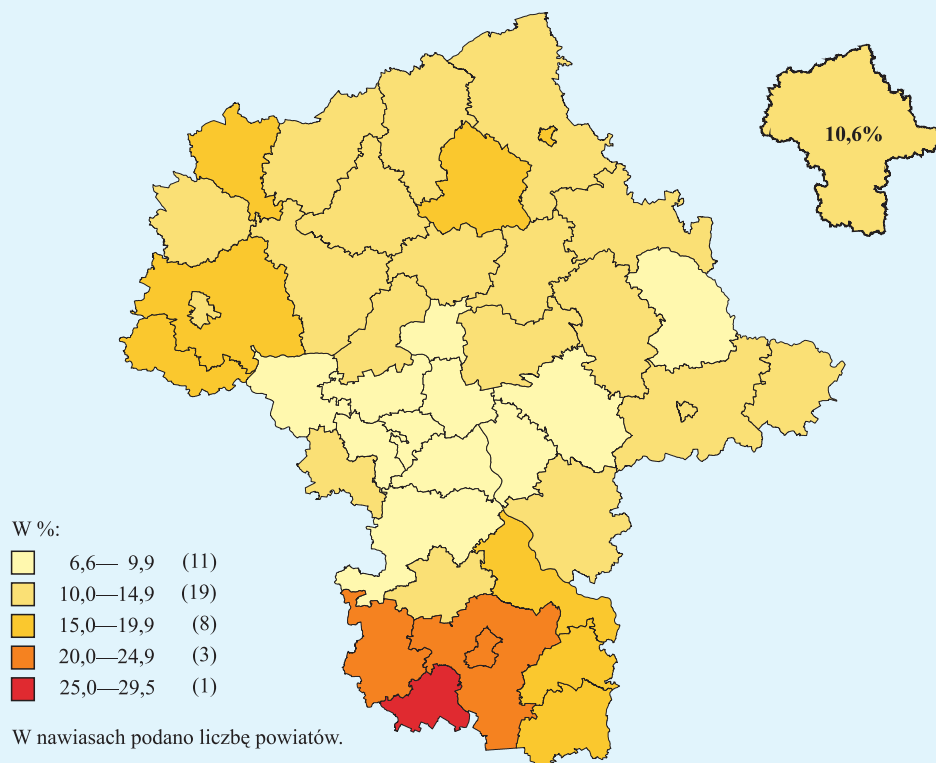 10,6%
W %:
6,6— 9,9 (11)
10,0—14,9 (19)
15,0—19,9 (8)
20,0—24,9 (3)
25,0—29,5 (1)
W nawiasach podano liczbę powiatów.